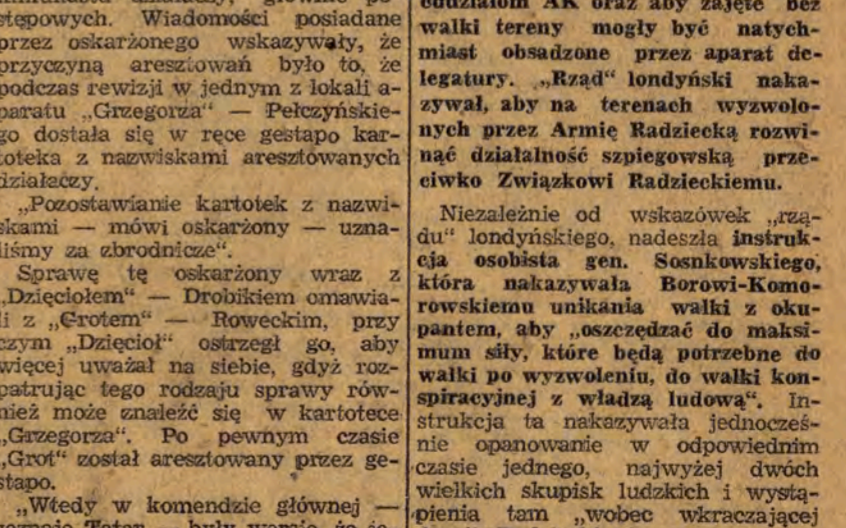 stępowych. Wiadomości posiadane
przez oskarżonego wskazywały, że
przyczyną aresztowań było to, że
podczas rewizji w jednym z lokali a-
paratu „Grzegorza" — Pełczyńskie-
go dostała się w ręce gestapo kar-
toteka z nazwiskami aresztowanych
działaczy.
„Pozostawianie kartotek z nazwi-
skami — mówi oskarżony — uzna-
liśmy za zbrodnicze".
Sprawę tę oskarżony wraz z
„Dzięciołem" — Drobikiem omawia-
li z „Grotem" — Roweckim, przy
czym „Dzięcioł" ostrzegł go, aby
więcej uważał na siebie, gdyż roz-
patrując tego rodzaju sprawy rów-
nież może znaleźć się w kartotece
„Grzegorza". Po pewnym czasie
„Grot" został aresztowany przez ge-
stapo.
„Wtedy w komendzie głównej —
oddziałom AK oraz aby zajęte bez
walki tereny mogły być natych-
miast obsadzone przez aparat de-
legatury. „Rząd" londyński naka-
zywał, aby na terenach wyzwolo-
nych przez Armię Radziecką rozwi-
nąć działalność szpiegowską prze-
ciwko Związkowi Radzieckiemu.
Niezależnie od wskazówek „rzą-
du" londyńskiego, nadeszła instruk-
cja osobista gen. Sosnkowskiego,
która nakazywała Borowi-Komo-
rowskiemu unikania walki z oku-
pantem, aby „oszczędzać do maksi-
mum siły, które będą potrzebne do
walki po wyzwoleniu, do walki kon-
spiracyjnej z władzą ludową". In-
strukcja ta nakazywała jednocześ-
nie opanowanie w odpowiednim
czasie jednego, najwyżej dwóch
wielkich skupisk ludzkich i wystą-
pienia tam „wobec wkraczającej